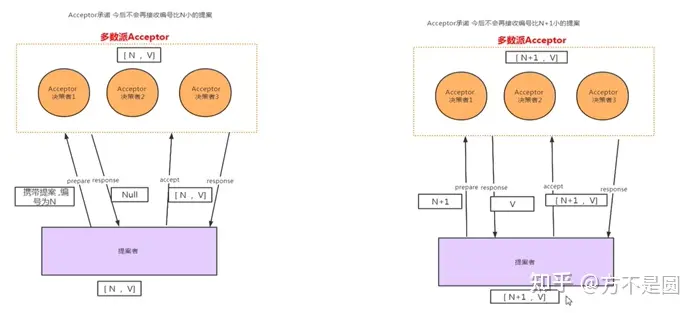 Acceptor承诺 今后不会再接收编号比N小的提案
多数派Acceptor
[ N , V]
Acceptor
决策者1
Acceptor
决策者2
Acceptor
决策者3
prepare
response
accept
response
携带提案 ,编
号为N
Null
[ N , V]
提案者
[ N , V]
Acceptor承诺 今后不会再接收编号比N+1小的提案
多数派Acceptor
[ N+1 , V]
Acceptor
决策者1
Acceptor
决策者2
Acceptor
决策者3
prepare
response
accept
response
N+1
V
[N+1 , V]
提案者
[N+1 , V]
知乎 @方不是圆